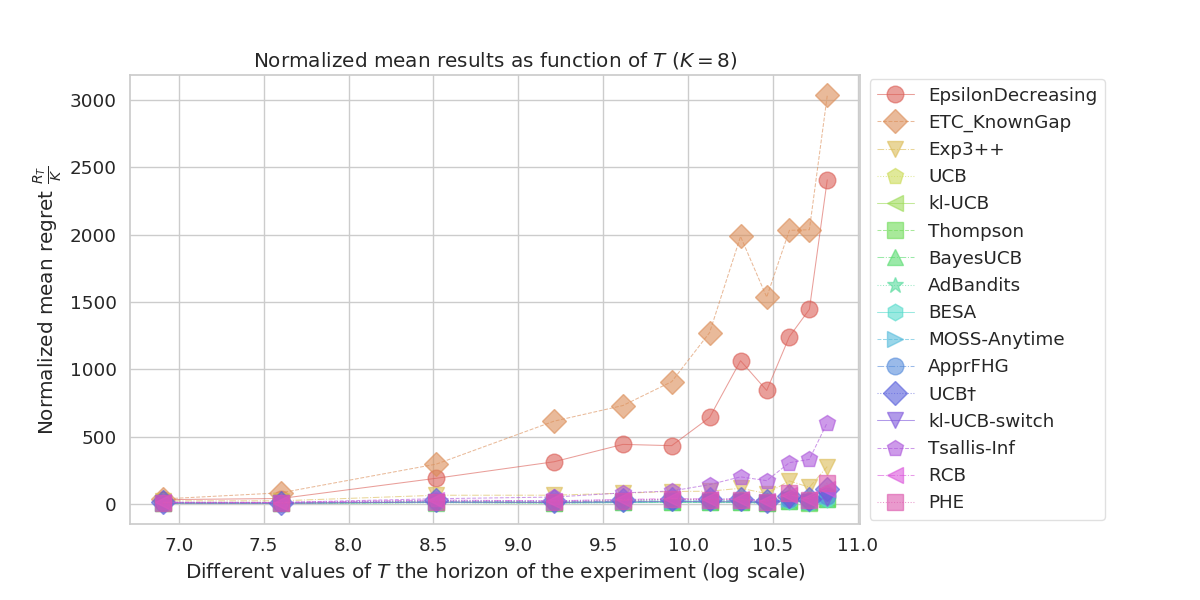 Normalized mean results as function of T (K = 8)
Normalized mean regret R_T/K
3000
2500
2000
1500
1000
500
0
7.0 7.5 8.0 8.5 9.0 9.5 10.0 10.5 11.0
Different values of T the horizon of the experiment (log scale)
EpsilonDecreasing
ETC_KnownGap
Exp3++
UCB
kl-UCB
Thompson
BayesUCB
AdBandits
BESA
MOSS-Anytime
ApprFHG
UCB†
kl-UCB-switch
Tsallis-Inf
RCB
PHE